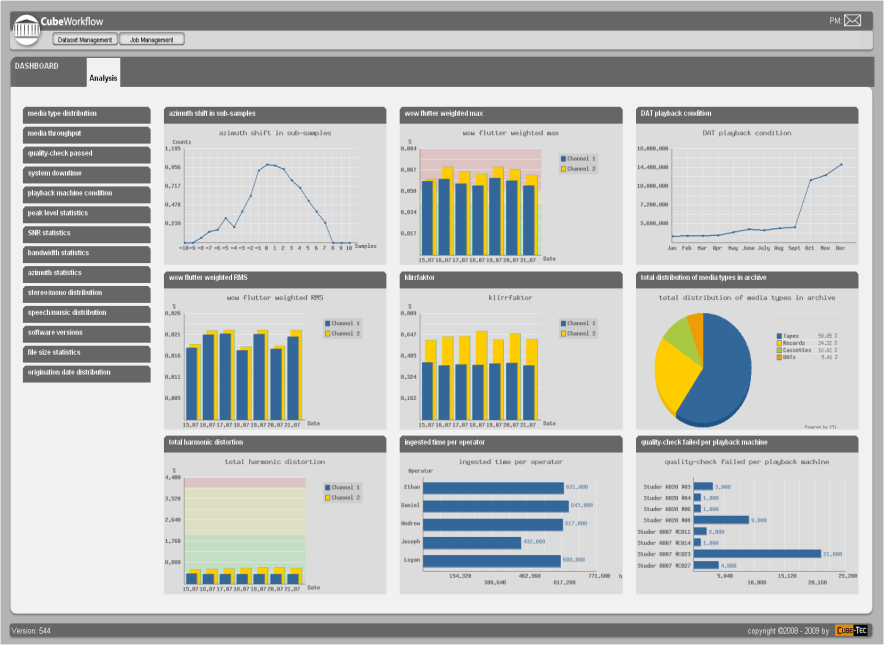 CubeWorkflow
PM:
Dataset Management
Job Management
DASHBOARD
Analysis
media type distribution
media throughput
quality-check passed
system downtime
playback machine condition
peak level statistics
SNR statistics
bandwidth statistics
azimuth statistics
stereo/mono distribution
speech/music distribution
software versions
file size statistics
origination date distribution
azimuth shift in sub-samples
azimuth shift in sub-samples
Counts
1,195
0,956
0,717
0,478
0,239
-10 -9 -8 -7 -6 -5 -4 -3 -2 -1 0 1 2 3 4 5 6 7 8 9 10 Samples
wow flutter weighted max
wow flutter weighted max
%
0,084
0,067
0,050
0,034
0,017
15,07 16,07 17,07 18,07 19,07 20,07 21,07 Date
Channel 1
Channel 2
DAT playback condition
DAT playback condition
18,000,000
14,400,000
10,800,000
7,200,000
3,600,000
Jan Feb Mar Apr May June July Aug Sept Oct Nov Dec
wow flutter weighted RMS
wow flutter weighted RMS
%
0,026
0,021
0,016
0,011
0,005
15,07 16,07 17,07 18,07 19,07 20,07 21,07 Date
Channel 1
Channel 2
klirrfaktor
klirrfaktor
%
0,809
0,647
0,485
0,324
0,162
15,07 16,07 17,07 18,07 19,07 20,07 21,07 Date
Channel 1
Channel 2
total distribution of media types in archive
total distribution of media types in archive
Tapes 59,85 %
Records 24,32 %
Cassettes 10,42 %
DATs 5,41 %
Powered by CTL
total harmonic distortion
total harmonic distortion
%
4,400
3,520
2,640
1,760
0,880
15,07 16,07 17,07 18,07 19,07 20,07 21,07 Date
Channel 1
Channel 2
ingested time per operator
ingested time per operator
Operator
Ethan 621,000
Daniel 643,000
Andrew 617,000
Joseph 432,000
Logan 608,000
154,320 308,640 462,960 617,280 771,600 h
quality-check failed per playback machine
quality-check failed per playback machine
Studer A820 #03 3,000
Studer A820 #04 1,000
Studer A820 #06 1,000
Studer A820 #08 9,000
Studer A807 #C011 2,000
Studer A807 #C014 1,000
Studer A807 #C023 21,000
Studer A807 #C027 4,000
5,040 10,080 15,120 20,160 25,200
Version: 544
copyright ©2008 - 2009 by CUBE-TEC